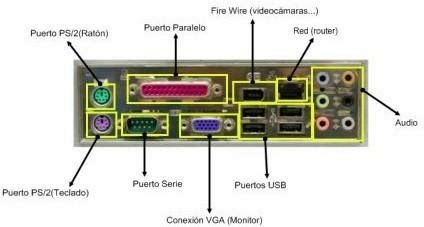 Fire Wire (videocámaras...)
Puerto PS/2(Ratón)
Puerto Paralelo
Red (router)
Audio
Puerto PS/2(Teclado)
Puerto Serie
Puertos USB
Conexión VGA (Monitor)